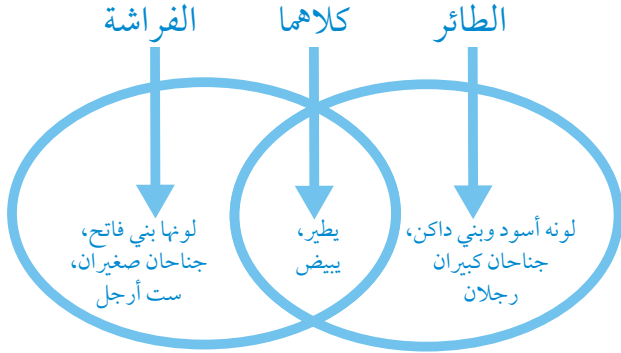 الطائر
كلاهما
الفراشة
لونه أسود وبني داكن،
جناحان كبيران
رجلان
يطير،
يبيض
لونها بني فاتح،
جناحان صغيران،
ست أرجل